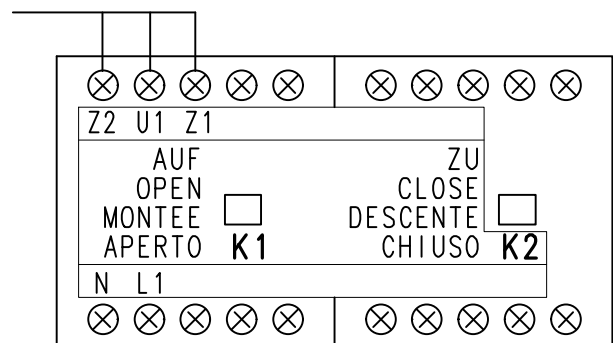 Z2 U1 Z1
AUF ZU
OPEN CLOSE
MONTEE DESCENTE
APERTO K1 CHIUSO K2
N L1